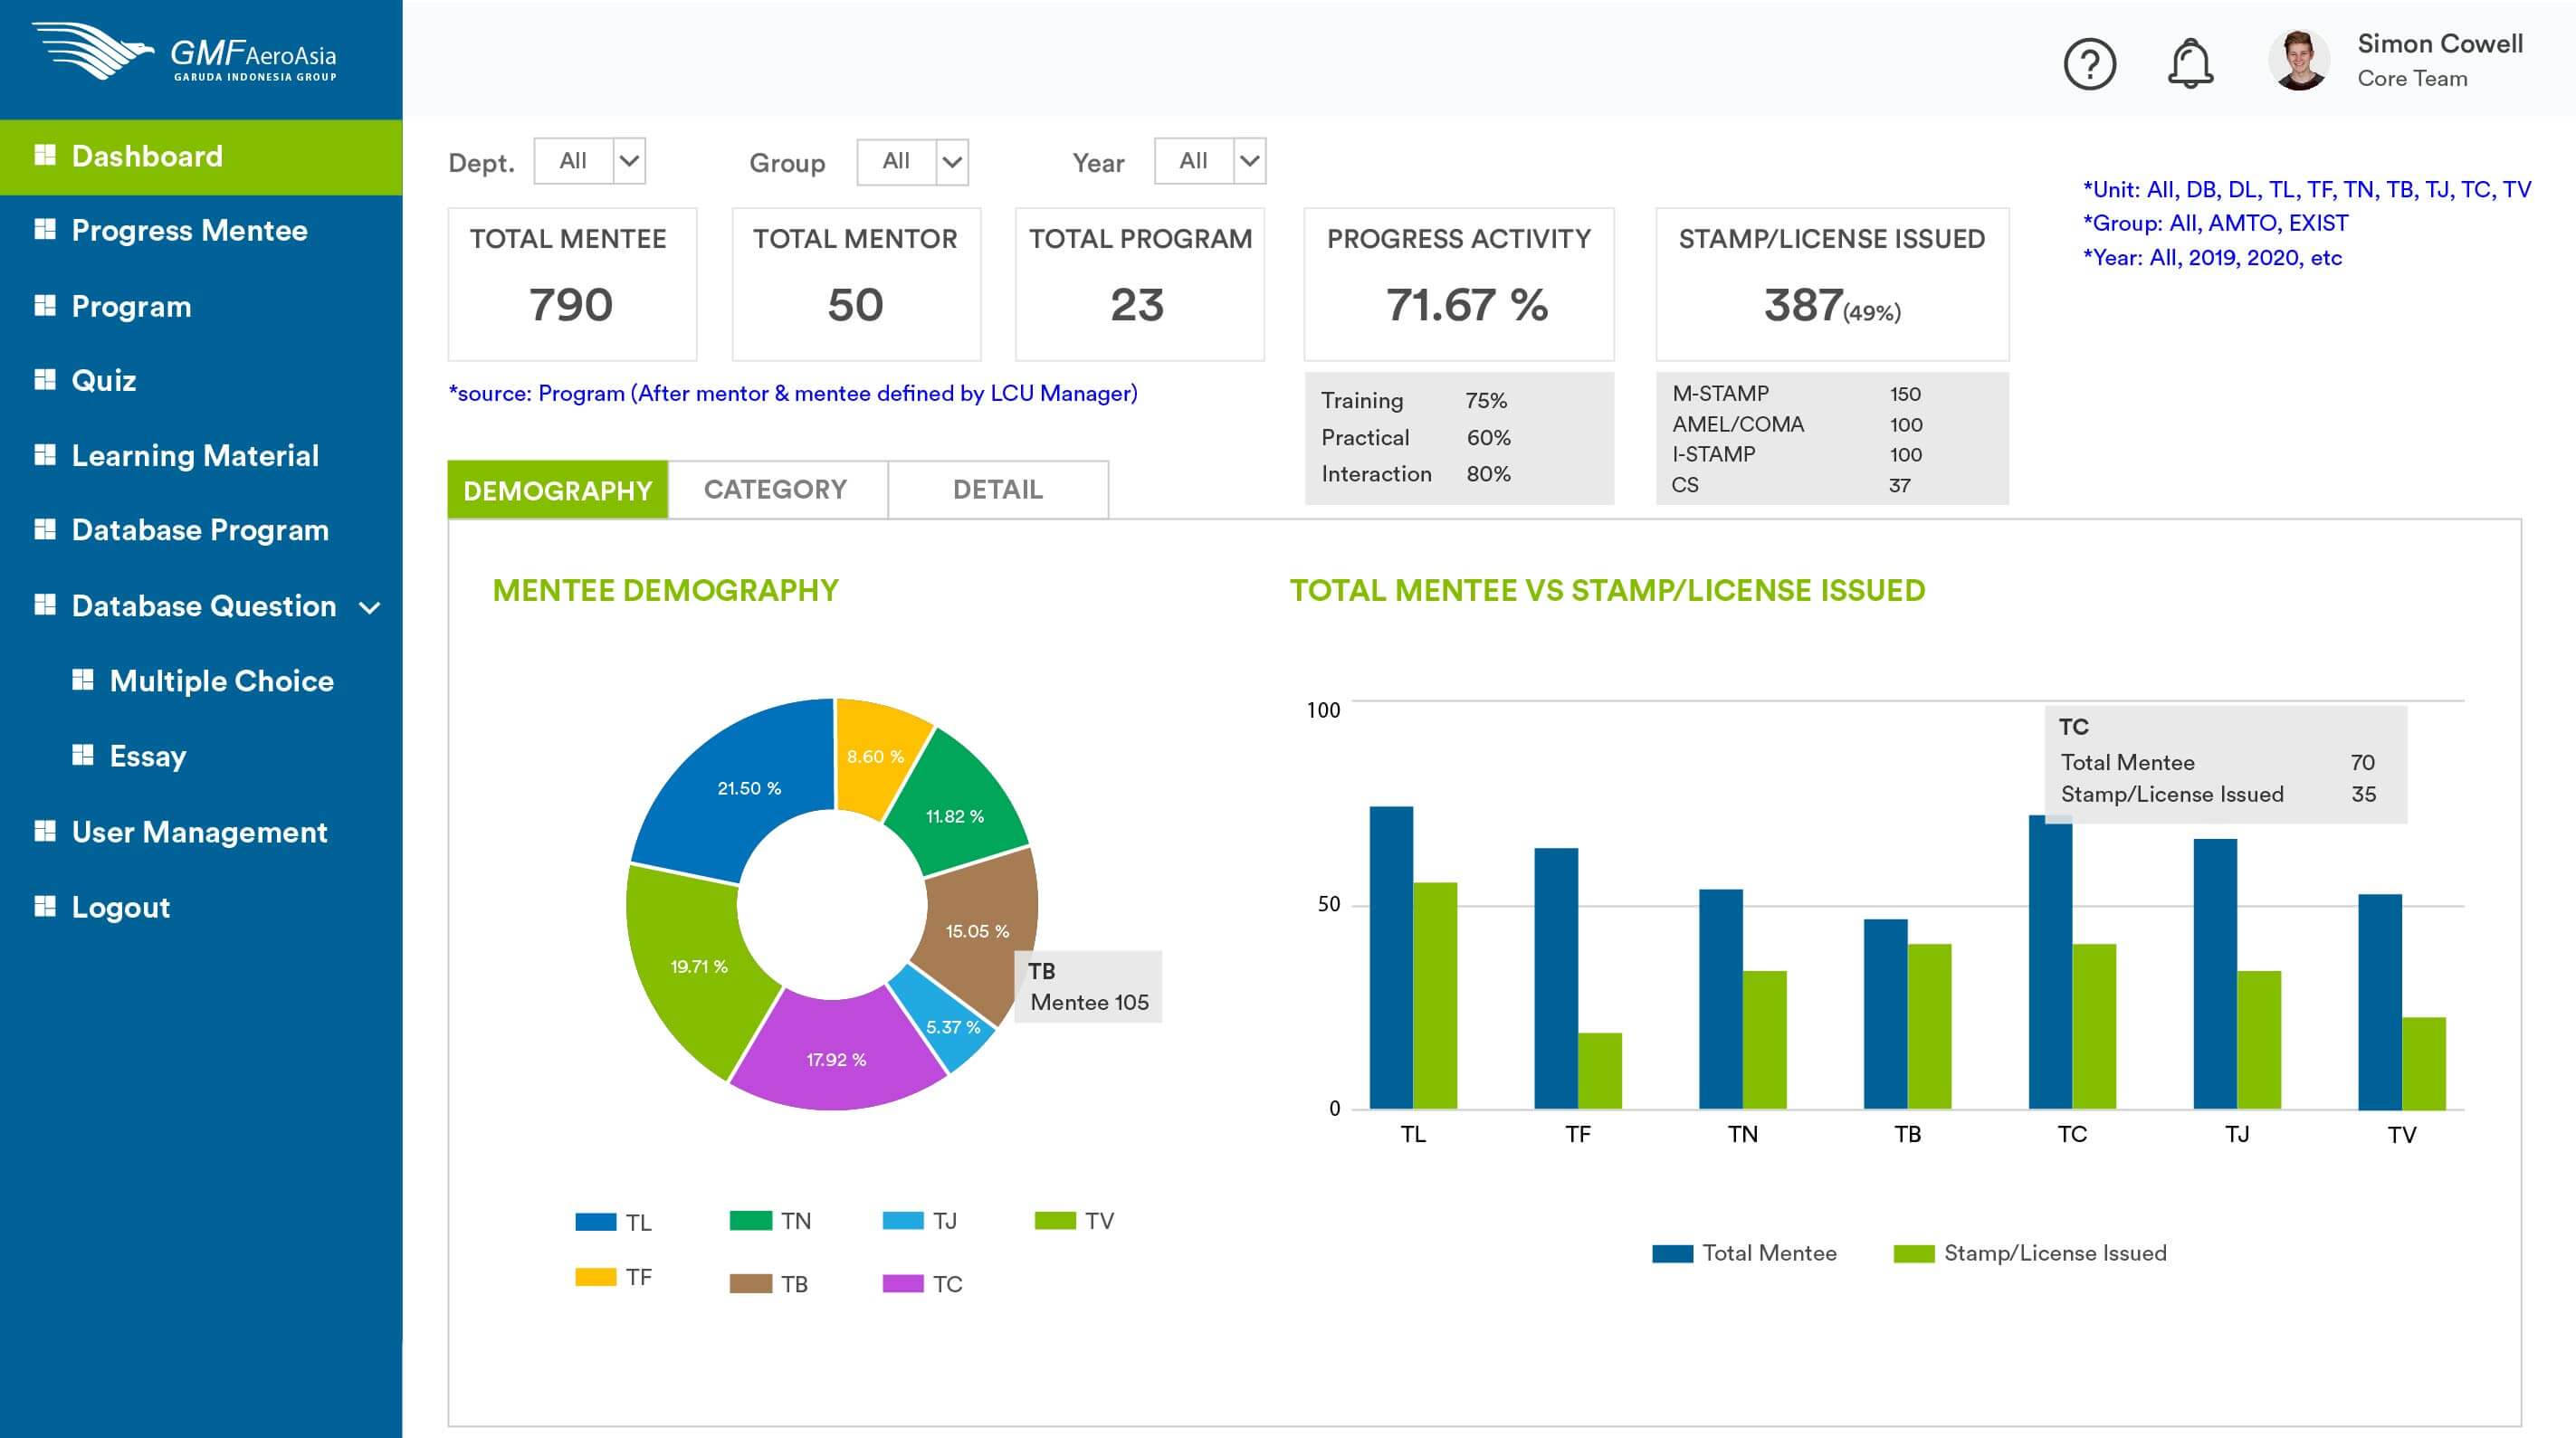 GMF AeroAsia
GARUDA INDONESIA GROUP
Simon Cowell
Core Team
Dashboard
Progress Mentee
Program
Quiz
Learning Material
Database Program
Database Question
Multiple Choice
Essay
User Management
Logout
Dept. All
Group All
Year All
*Unit: All, DB, DL, TL, TF, TN, TB, TJ, TC, TV
*Group: All, AMTO, EXIST
*Year: All, 2019, 2020, etc
TOTAL MENTEE
790
TOTAL MENTOR
50
TOTAL PROGRAM
23
PROGRESS ACTIVITY
71.67 %
STAMP/LICENSE ISSUED
387(49%)
*source: Program (After mentor & mentee defined by LCU Manager)
Training 75%
Practical 60%
Interaction 80%
M-STAMP 150
AMEL/COMA 100
I-STAMP 100
CS 37
DEMOGRAPHY
CATEGORY
DETAIL
MENTEE DEMOGRAPHY
8.60 %
21.50 %
11.82 %
15.05 %
19.71 %
5.37 %
17.92 %
TB
Mentee 105
TL
TN
TJ
TV
TF
TB
TC
TOTAL MENTEE VS STAMP/LICENSE ISSUED
100
50
0
TC
Total Mentee 70
Stamp/License Issued 35
TL TF TN TB TC TJ TV
Total Mentee
Stamp/License Issued